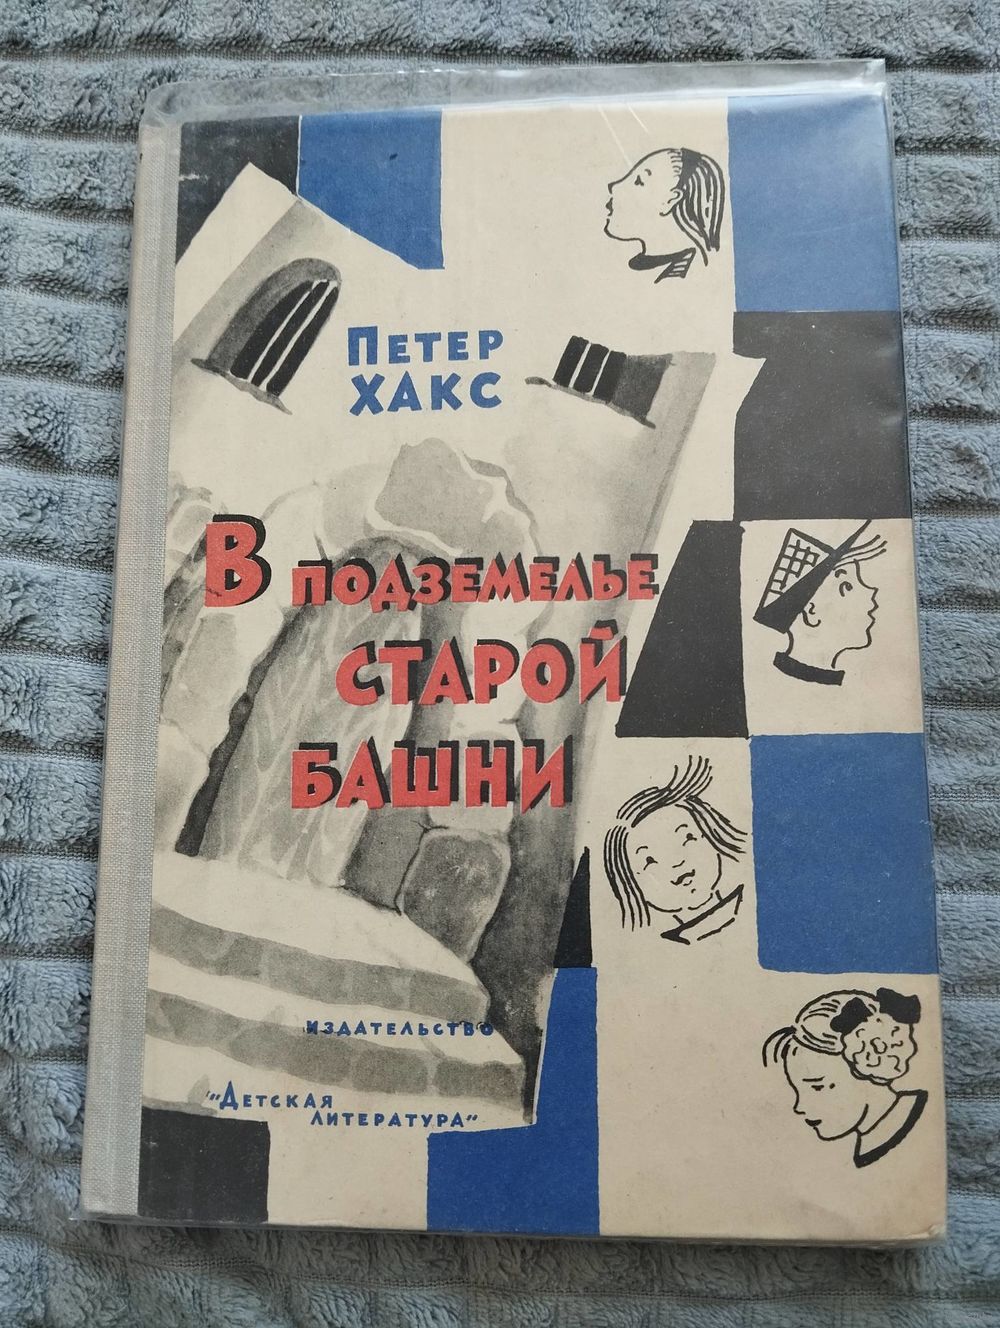 ПЕТЕР
ХАКС
В ПОДЗЕМЕЛЬЕ
СТАРОЙ
БАШНИ
ИЗДАТЕЛЬСТВО
"ДЕТСКАЯ
ЛИТЕРАТУРА"